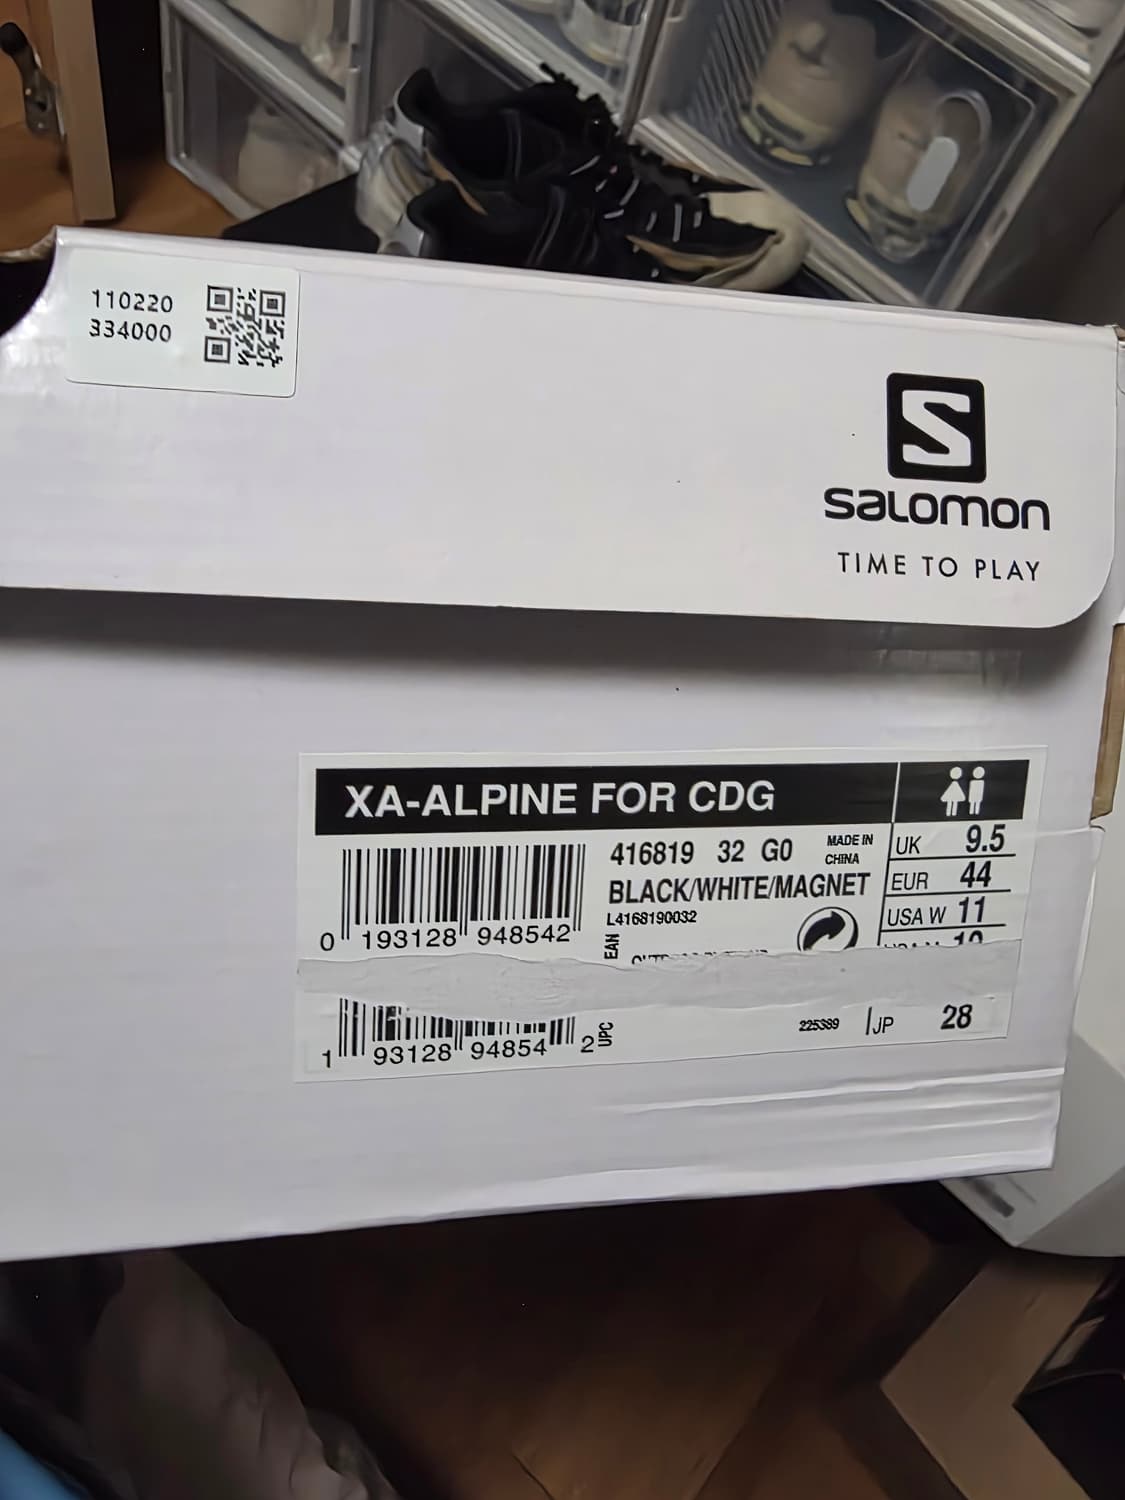 110220
334000
S
salomon
TIME TO PLAY
XA-ALPINE FOR CDG
416819 32 G0
MADE IN
CHINA
BLACK/WHITE/MAGNET
L4168190032
UK 9.5
EUR 44
USA W 11
10
0 193128 948542
EAN
1 93128 94854 2
UPC
225389
JP 28